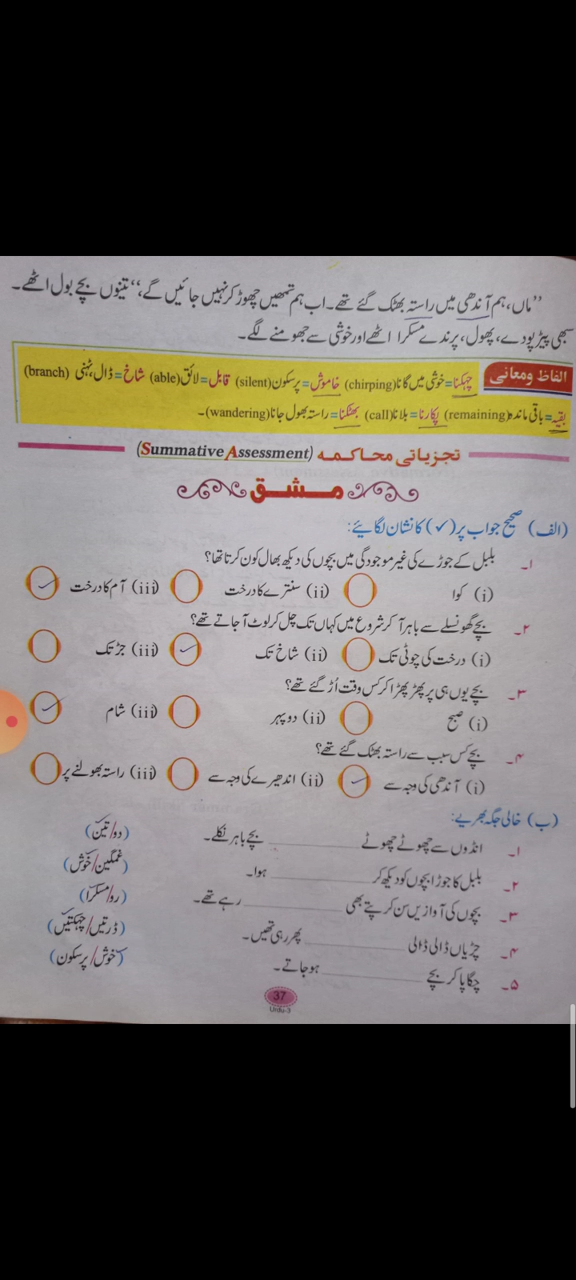 ”ماں، ہم آندھی میں راستہ بھٹک گئے تھے۔ اب ہم تمھیں چھوڑ کر نہیں جائیں گے،“ تینوں بچے بول اٹھے۔
سبھی پیڑ پودے، پھول، پرندے مسکرا اٹھے اور خوشی سے جھومنے لگے۔
الفاظ ومعانی چہکنا=خوشی میں گانا (chirping) خاموش=پرسکون (silent) قابل=لائق (able) شاخ=ڈال، ٹہنی (branch)
بقیہ=باقی ماندہ (remaining) پکارنا=بلانا (call) بھٹکنا=راستہ بھول جانا (wandering)۔
تجزیاتی محاکمہ (Summative Assessment)
مشق
(الف) صحیح جواب پر (✓) کا نشان لگائیے:
۱۔ بلبل کے جوڑے کی غیر موجودگی میں بچوں کی دیکھ بھال کون کرتا تھا؟
(i) کوا (ii) سنترے کا درخت (iii) آم کا درخت ✓
۲۔ بچے گھونسلے سے باہر آ کر شروع میں کہاں تک چل کر لوٹ آ جاتے تھے؟
(i) درخت کی چوٹی تک (ii) شاخ تک ✓ (iii) جڑ تک
۳۔ بچے یوں ہی پر پھڑپھڑا کر کس وقت اُڑ گئے تھے؟
(i) صبح (ii) دوپہر (iii) شام ✓
۴۔ بچے کس سبب سے راستہ بھٹک گئے تھے؟
(i) آندھی کی وجہ سے ✓ (ii) اندھیرے کی وجہ سے (iii) راستہ بھولنے پر
(ب) خالی جگہ بھریے:
۱۔ انڈوں سے چھوٹے چھوٹے ________ بچے باہر نکلے۔ (دو/تین)
۲۔ بلبل کا جوڑا بچوں کو دیکھ کر ________ ہوا۔ (غمگین/خوش)
۳۔ بچوں کی آوازیں سن کر پتے بھی ________ رہے تھے۔ (رو/مسکرا)
۴۔ چڑیاں ڈالی ڈالی ________ پھر رہی تھیں۔ (ڈرتیں/چہکتیں)
۵۔ چگا پا کر بچے ________ ہو جاتے۔ (خوش/پرسکون)
37
Urdu-3